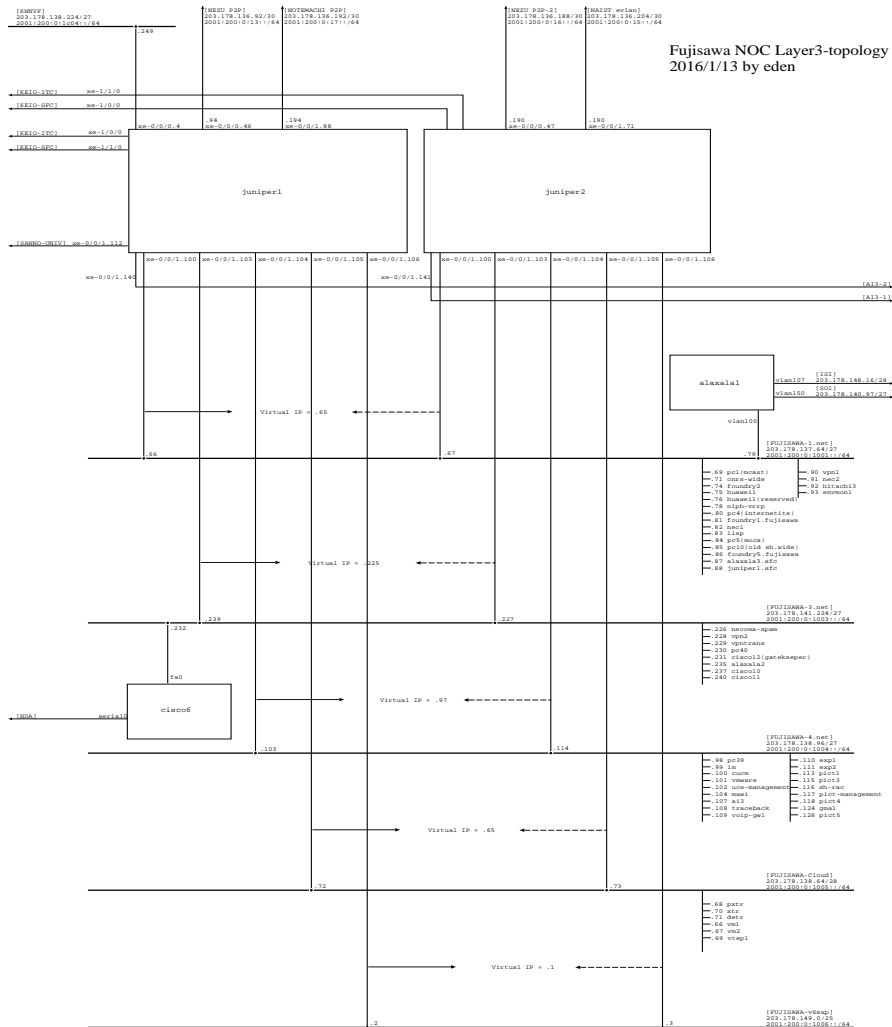 [KNNYF]
203.178.138.224/27
2001:200:0:1c04::/64
.249
[NEZU P2P]
203.178.136.92/30
2001:200:0:13::/64
[NOTEMACHI P2P]
203.178.136.192/30
2001:200:0:17::/64
[NEZU P2P-2]
203.178.136.188/30
2001:200:0:16::/64
[NAIST evlan]
203.178.136.204/30
2001:200:0:15::/64
Fujisawa NOC Layer3-topology
2016/1/13 by eden
[KEIO-ITC] xe-1/1/0
[KEIO-SFC] xe-1/0/0
.94 .194 .190 .190
xe-0/0/0.4 xe-0/0/0.46 xe-0/0/1.88 xe-0/0/0.47 xe-0/0/1.71
[KEIO-ITC] xe-1/0/0
[KEIO-SFC] xe-1/1/0
juniper1 juniper2
[SANNO-UNIV] xe-0/0/1.112
xe-0/0/1.100 xe-0/0/1.103 xe-0/0/1.104 xe-0/0/1.105 xe-0/0/1.106 xe-0/0/1.100 xe-0/0/1.103 xe-0/0/1.104 xe-0/0/1.105 xe-0/0/1.106
xe-0/0/1.140 xe-0/0/1.141
[AI3-2]
[AI3-1]
alaxala1
[ISI]
vlan107 203.178.148.16/28
[SOI]
vlan150 203.178.140.97/27
vlan100
Virtual IP = .65
[FUJISAWA-1.net]
203.178.137.64/27
2001:200:0:1001::/64
.66 .67 .79
.69 pc1(mcast)
.71 cnrs-wide
.74 foundry2
.75 huawei1
.76 huawei1(reserved)
.78 niph-vrrp
.80 pc4(internetits)
.81 foundry1.fujisawa
.82 nec1
.83 lisp
.84 pc5(moca)
.85 pc10(old sh.wide)
.86 foundry5.fujisawa
.87 alaxala3.sfc
.88 juniper1.sfc
.90 vpn1
.91 nec2
.92 hitachi3
.93 envmon1
Virtual IP = .225
[FUJISAWA-3.net]
203.178.141.224/27
2001:200:0:1003::/64
.232 .239 .227
.226 necoma-spam
.228 vpn2
.229 vpntrans
.230 pc40
.231 cisco12(gatekeeper)
.235 alaxala2
.237 cisco10
.240 cisco11
fa0
cisco6
[NDA] serial0
Virtual IP = .97
[FUJISAWA-4.net]
203.178.138.96/27
2001:200:0:1004::/64
.103 .114
.98 pc39
.99 im
.100 cucm
.101 vmware
.102 ucs-management
.104 mawi
.107 ai3
.108 traceback
.109 voip-gw1
.110 exp1
.111 exp2
.113 pict1
.115 pict3
.116 sh-rac
.117 pict-management
.118 pict4
.124 gma1
.126 pict5
Virtual IP = .65
[FUJISAWA-Cloud]
203.178.138.64/28
2001:200:0:1005::/64
.72 .73
.68 pxtr
.70 xtr
.71 detr
.66 vm1
.67 vm2
.69 vtep1
Virtual IP = .1
[FUJISAWA-v6exp]
203.178.149.0/25
2001:200:0:1006::/64
.2 .3